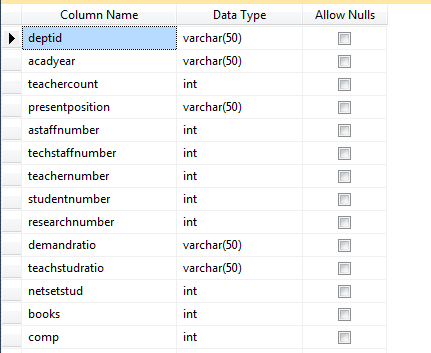 Column Name Data Type Allow Nulls
deptid varchar(50)
acadyear varchar(50)
teachercount int
presentposition varchar(50)
astaffnumber int
techstaffnumber int
teachernumber int
studentnumber int
researchnumber int
demandratio varchar(50)
teachstudratio varchar(50)
netsetstud int
books int
comp int